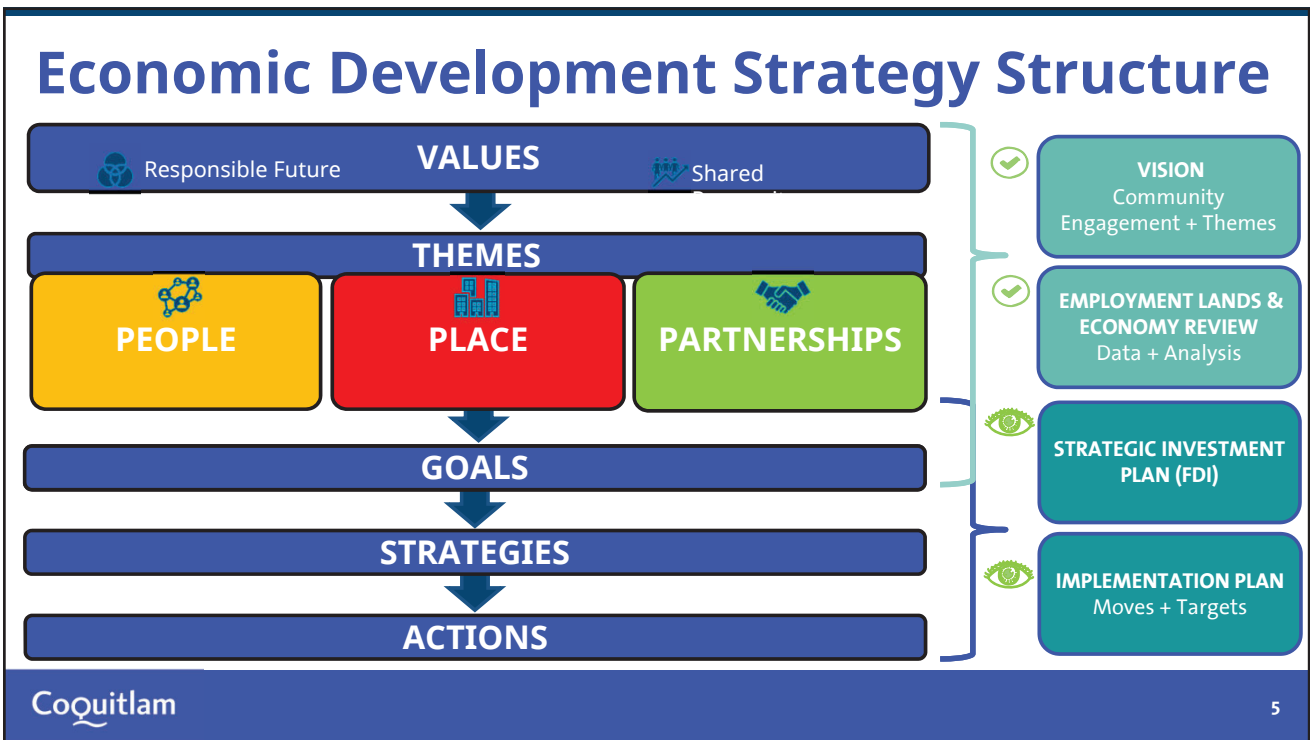 Economic Development Strategy Structure
VALUES
Responsible Future
Shared
THEMES
PEOPLE
PLACE
PARTNERSHIPS
GOALS
STRATEGIES
ACTIONS
VISION
Community
Engagement + Themes
EMPLOYMENT LANDS &
ECONOMY REVIEW
Data + Analysis
STRATEGIC INVESTMENT
PLAN (FDI)
IMPLEMENTATION PLAN
Moves + Targets
Coquitlam
5